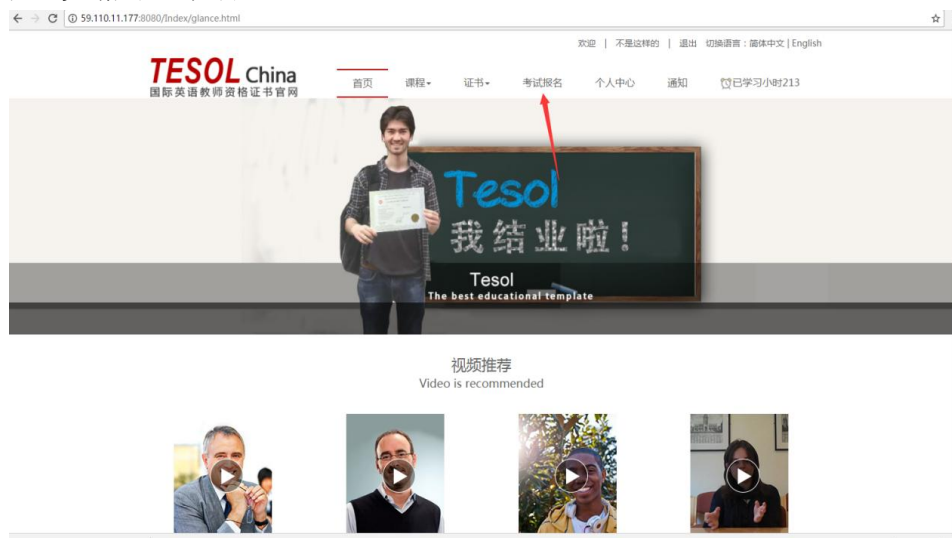 59.110.11.177:8080/Index/glance.html
欢迎 | 不是这样的 | 退出 切换语言：简体中文 | English
TESOL China
国际英语教师资格证书官网
首页 课程 证书 考试报名 个人中心 通知 已学习小时213
Tesol
我结业啦！
Tesol
The best educational template
视频推荐
Video is recommended